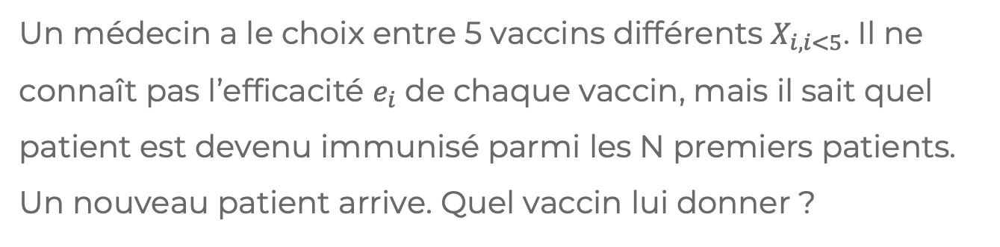 Un médecin a le choix entre 5 vaccins différents X_{i,i<5}. Il ne
connaît pas l’efficacité e_i de chaque vaccin, mais il sait quel
patient est devenu immunisé parmi les N premiers patients.
Un nouveau patient arrive. Quel vaccin lui donner ?